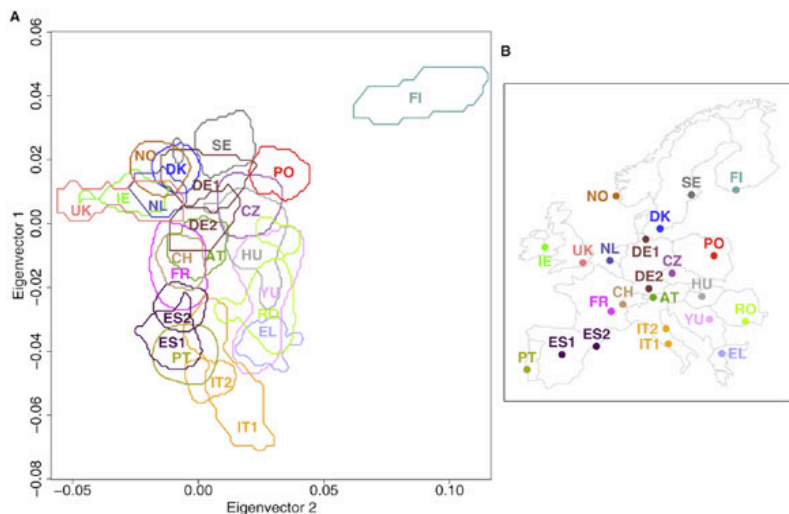 A
0.06
0.04
0.02
0.00
-0.02
-0.04
-0.06
-0.08
Eigenvector 1
FI
SE
NO
DK
PO
DE1
IE
NL
UK
CZ
DE2
AT
HU
CH
FR
YU
RO
ES2
EL
ES1
PT
IT2
IT1
-0.05
0.00
0.05
0.10
Eigenvector 2
B
FI
SE
NO
DK
PO
DE1
IE
UK
NL
CZ
DE2
HU
CH
AT
FR
RO
YU
IT2
ES1
ES2
IT1
EL
PT